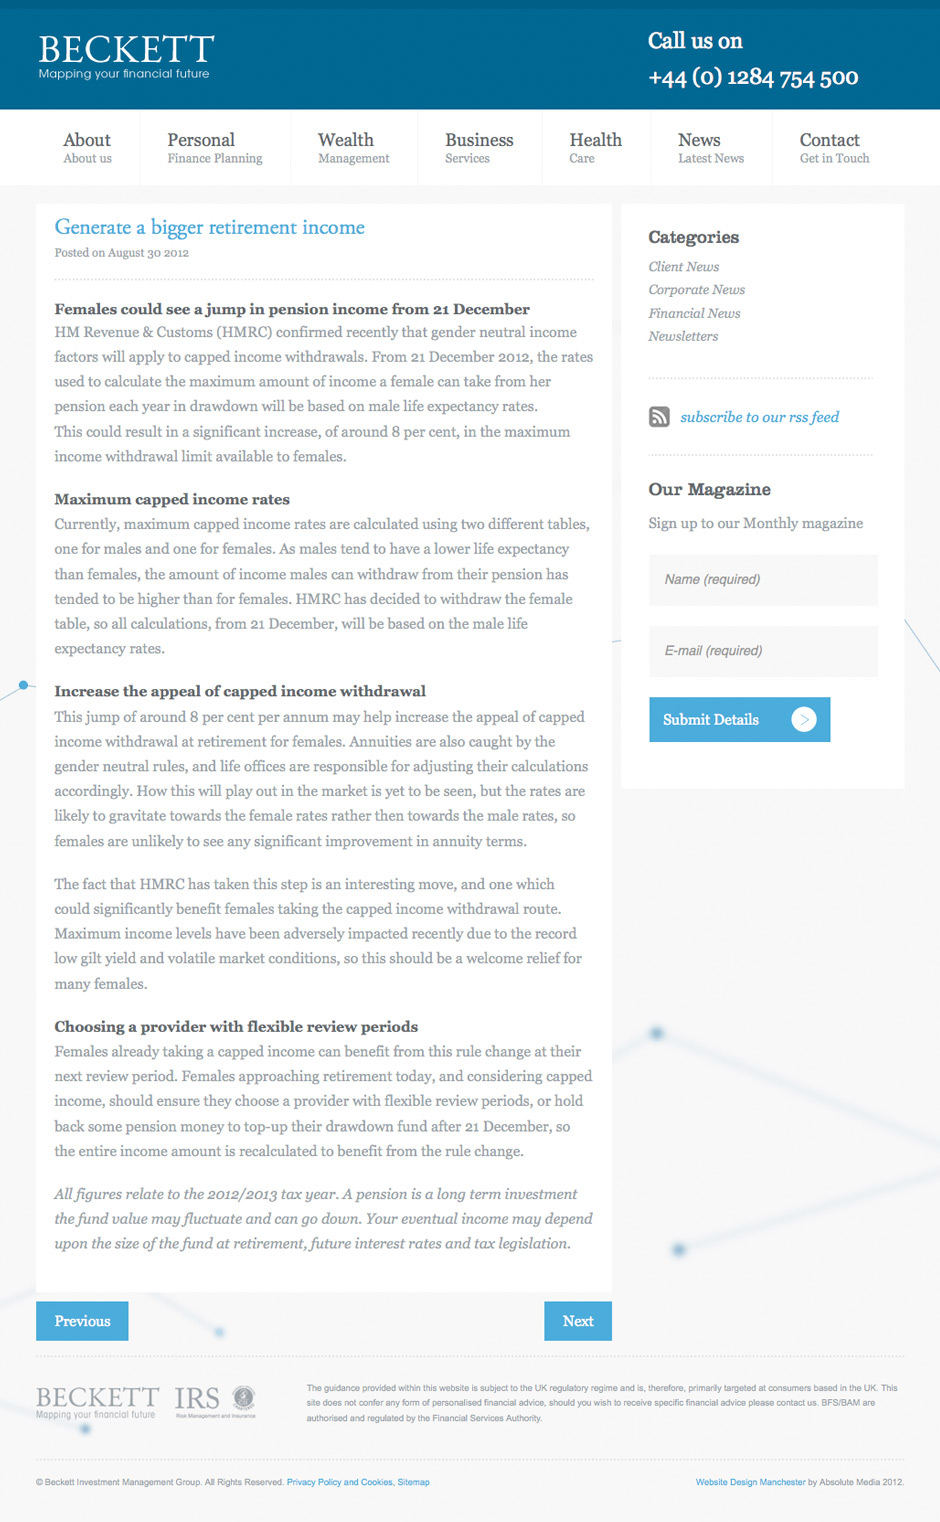 BECKETT
Mapping your financial future
Call us on
+44 (0) 1284 754 500
About
About us
Personal
Finance Planning
Wealth
Management
Business
Services
Health
Care
News
Latest News
Contact
Get in Touch
Generate a bigger retirement income
Posted on August 30 2012
Females could see a jump in pension income from 21 December
HM Revenue & Customs (HMRC) confirmed recently that gender neutral income
factors will apply to capped income withdrawals. From 21 December 2012, the rates
used to calculate the maximum amount of income a female can take from her
pension each year in drawdown will be based on male life expectancy rates.
This could result in a significant increase, of around 8 per cent, in the maximum
income withdrawal limit available to females.
Maximum capped income rates
Currently, maximum capped income rates are calculated using two different tables,
one for males and one for females. As males tend to have a lower life expectancy
than females, the amount of income males can withdraw from their pension has
tended to be higher than for females. HMRC has decided to withdraw the female
table, so all calculations, from 21 December, will be based on the male life
expectancy rates.
Increase the appeal of capped income withdrawal
This jump of around 8 per cent per annum may help increase the appeal of capped
income withdrawal at retirement for females. Annuities are also caught by the
gender neutral rules, and life offices are responsible for adjusting their calculations
accordingly. How this will play out in the market is yet to be seen, but the rates are
likely to gravitate towards the female rates rather then towards the male rates, so
females are unlikely to see any significant improvement in annuity terms.
The fact that HMRC has taken this step is an interesting move, and one which
could significantly benefit females taking the capped income withdrawal route.
Maximum income levels have been adversely impacted recently due to the record
low gilt yield and volatile market conditions, so this should be a welcome relief for
many females.
Choosing a provider with flexible review periods
Females already taking a capped income can benefit from this rule change at their
next review period. Females approaching retirement today, and considering capped
income, should ensure they choose a provider with flexible review periods, or hold
back some pension money to top-up their drawdown fund after 21 December, so
the entire income amount is recalculated to benefit from the rule change.
All figures relate to the 2012/2013 tax year. A pension is a long term investment
the fund value may fluctuate and can go down. Your eventual income may depend
upon the size of the fund at retirement, future interest rates and tax legislation.
Previous
Next
Categories
Client News
Corporate News
Financial News
Newsletters
subscribe to our rss feed
Our Magazine
Sign up to our Monthly magazine
Name (required)
E-mail (required)
Submit Details
BECKETT
Mapping your financial future
IRS
Risk Management and Insurance
The guidance provided within this website is subject to the UK regulatory regime and is, therefore, primarily targeted at consumers based in the UK. This
site does not confer any form of personalised financial advice, should you wish to receive specific financial advice please contact us. BFS/BAM are
authorised and regulated by the Financial Services Authority.
© Beckett Investment Management Group. All Rights Reserved. Privacy Policy and Cookies, Sitemap
Website Design Manchester by Absolute Media 2012.